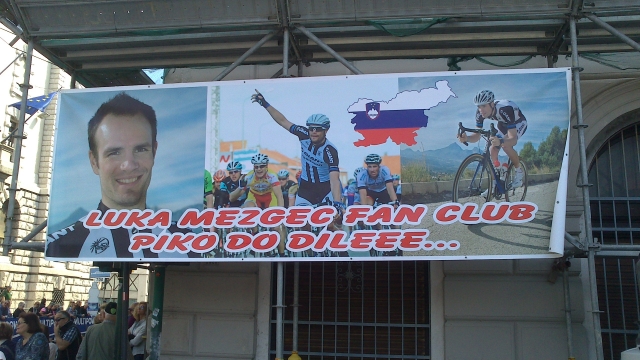 LUKA MEZGEC FAN CLUB
PIKO DO DILEEE...